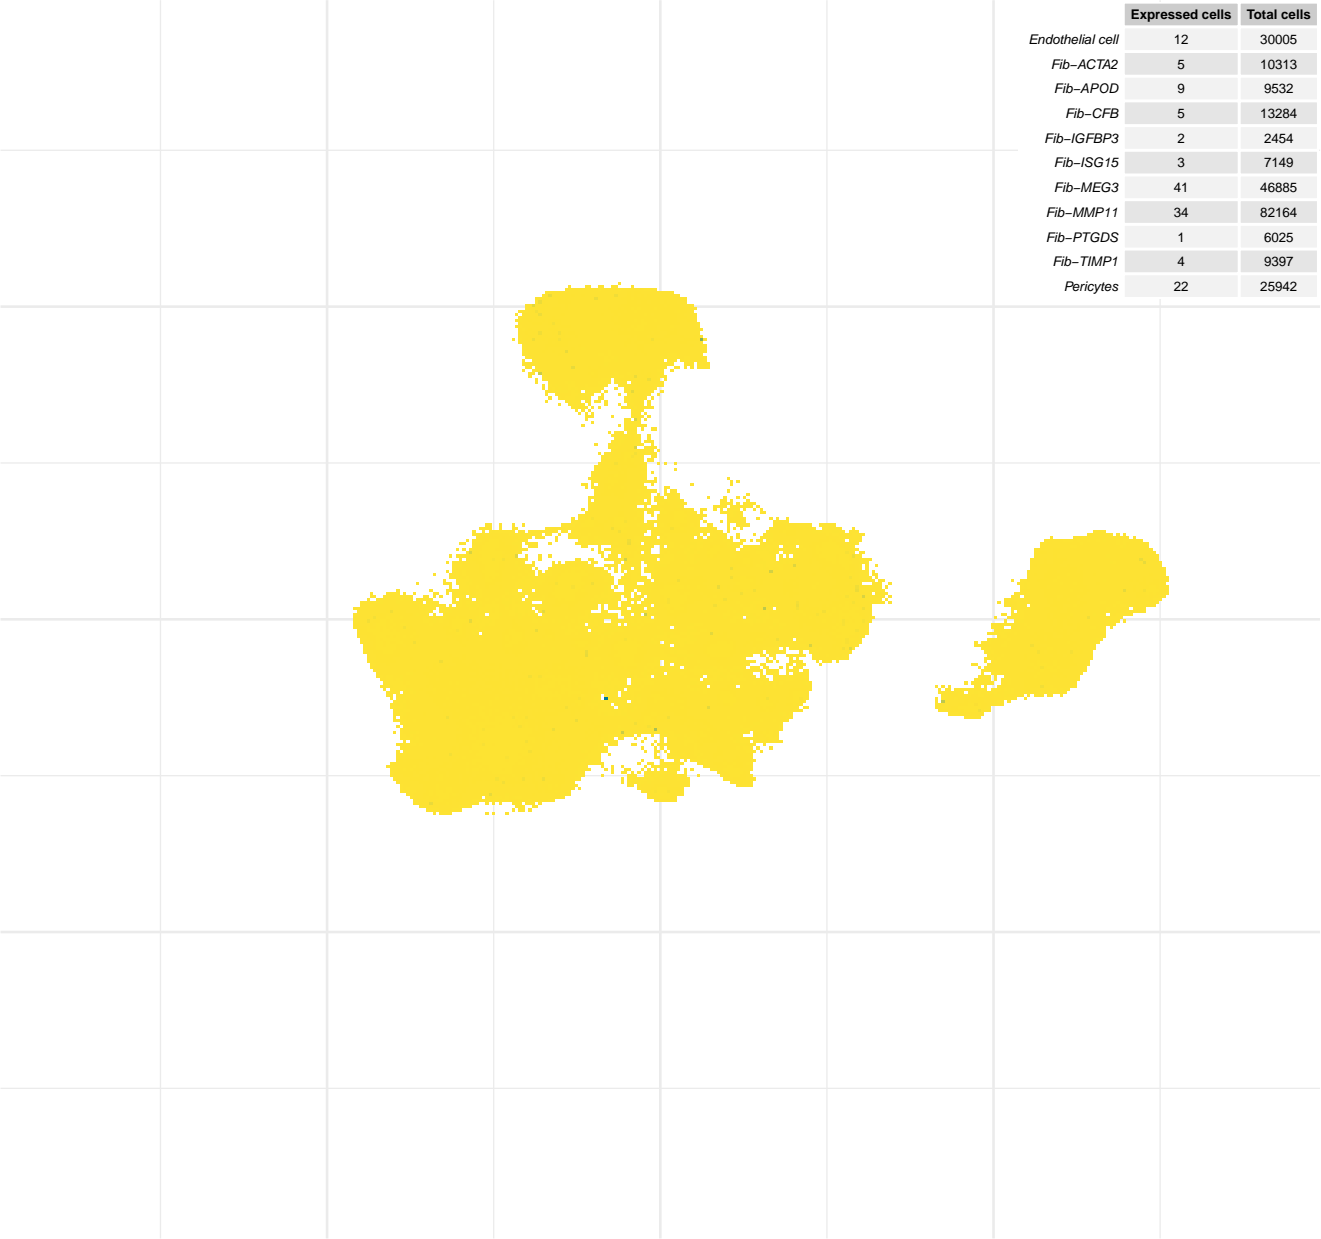 Expressed cells Total cells
Endothelial cell 12 30005
Fib−ACTA2 5 10313
Fib−APOD 9 9532
Fib−CFB 5 13284
Fib−IGFBP3 2 2454
Fib−ISG15 3 7149
Fib−MEG3 41 46885
Fib−MMP11 34 82164
Fib−PTGDS 1 6025
Fib−TIMP1 4 9397
Pericytes 22 25942